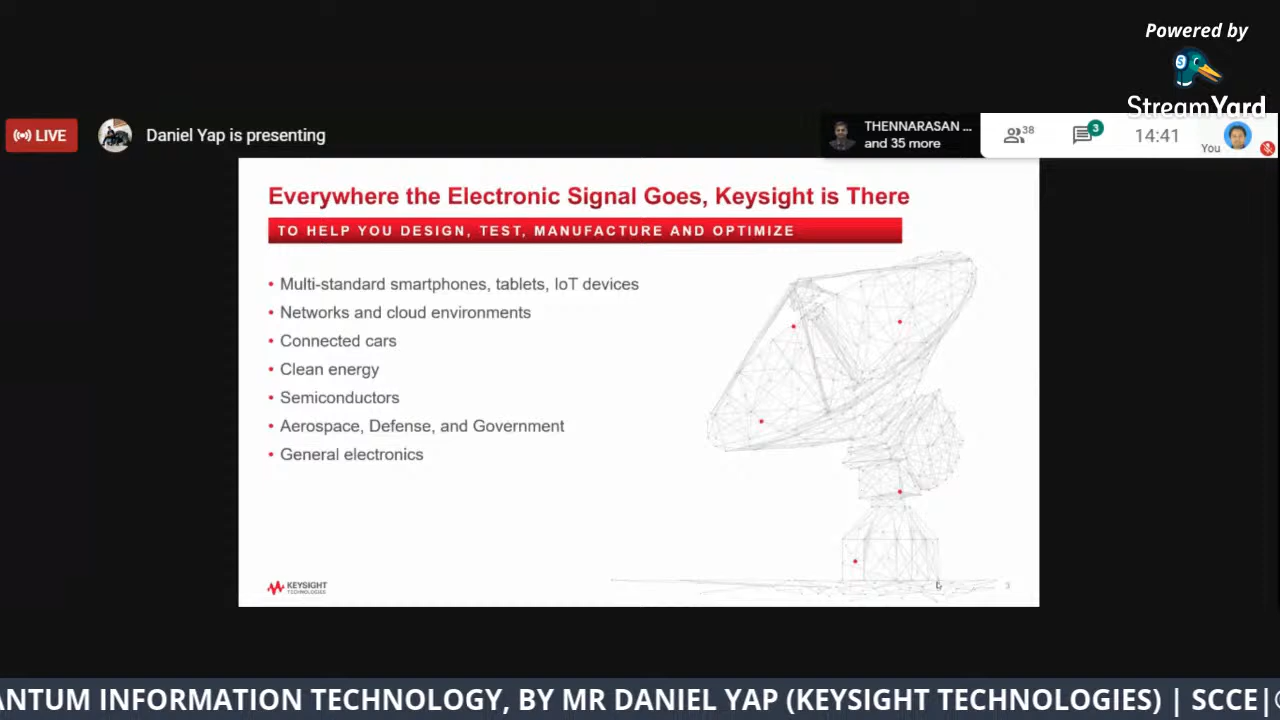 Powered by
StreamYard
LIVE
Daniel Yap is presenting
THENNARASAN ...
and 35 more
38
3
14:41
You
Everywhere the Electronic Signal Goes, Keysight is There
TO HELP YOU DESIGN, TEST, MANUFACTURE AND OPTIMIZE
• Multi-standard smartphones, tablets, IoT devices
• Networks and cloud environments
• Connected cars
• Clean energy
• Semiconductors
• Aerospace, Defense, and Government
• General electronics
KEYSIGHT
TECHNOLOGIES
3
ANTUM INFORMATION TECHNOLOGY, BY MR DANIEL YAP (KEYSIGHT TECHNOLOGIES) | SCCE|